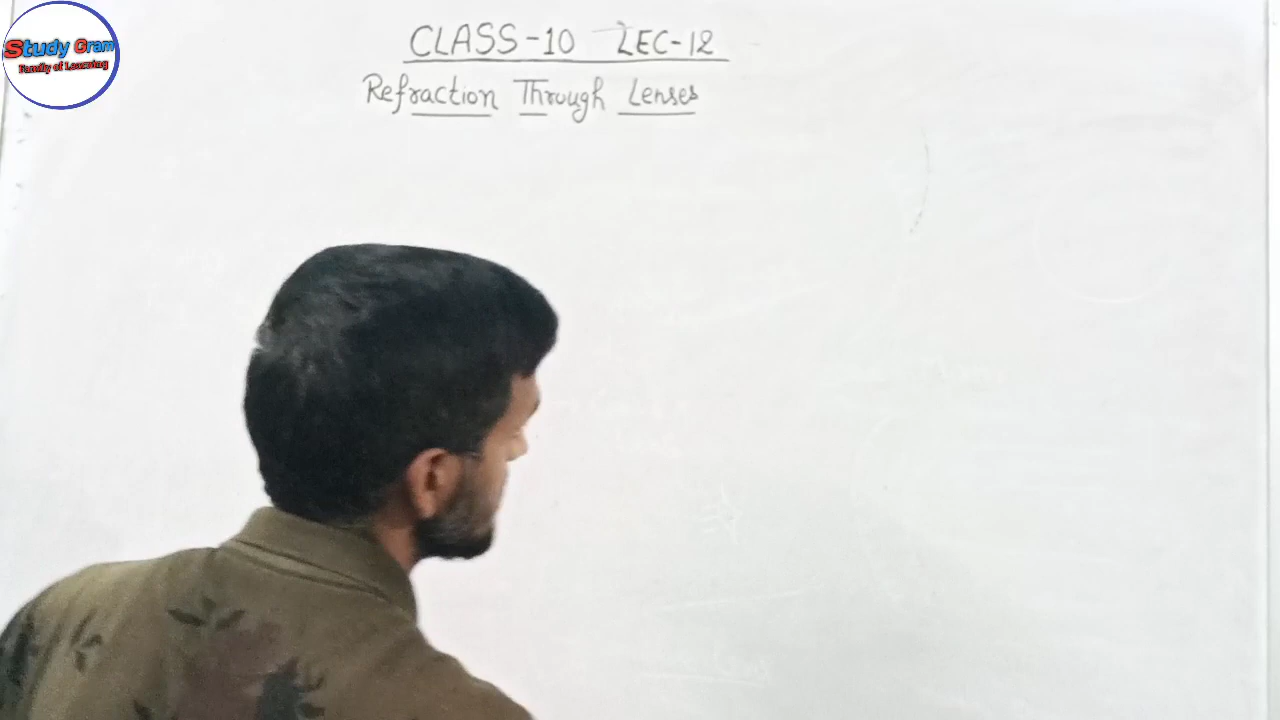 Study Gram
Family of Learning
CLASS-10 LEC-12
Refraction Through Lenses